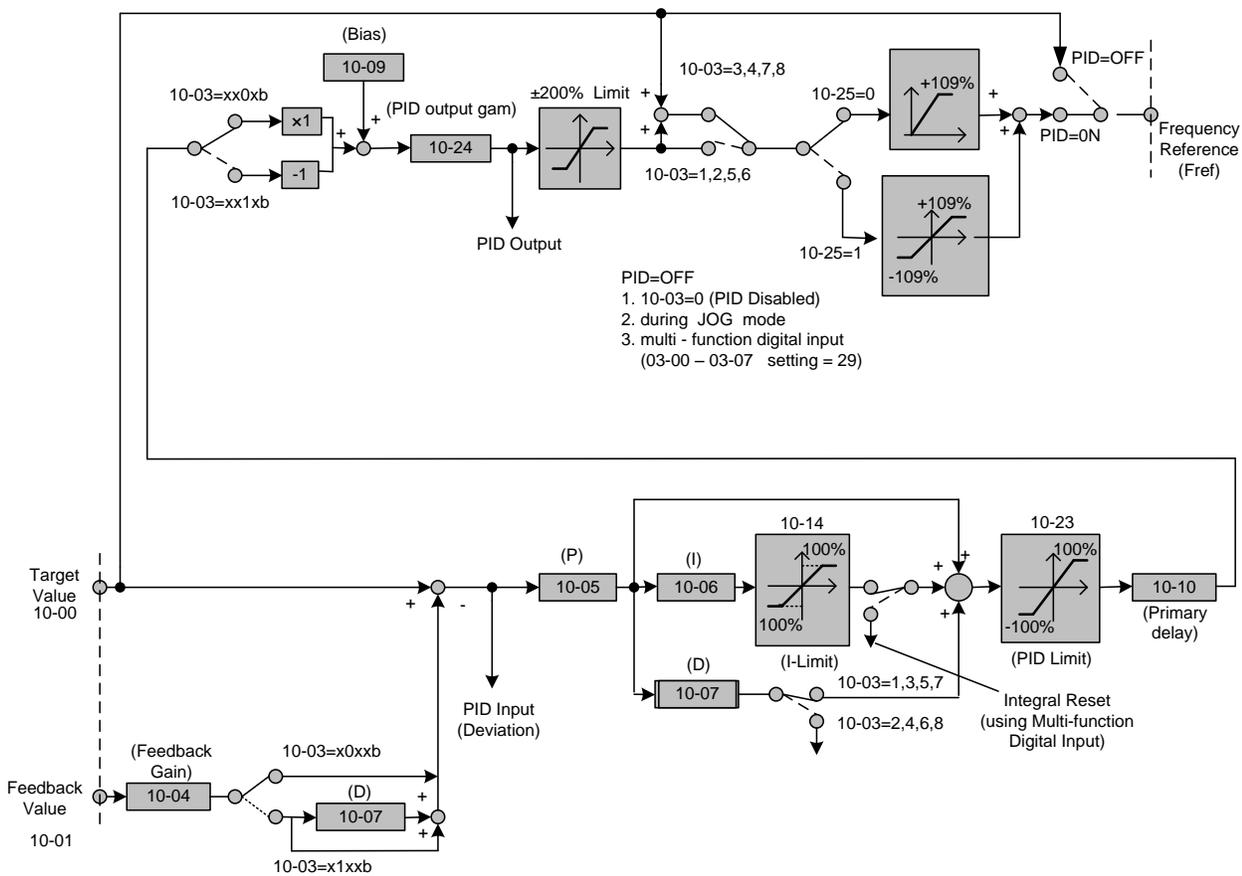 (Bias)
10-09
10-03=xx0xb
×1
-1
10-03=xx1xb
+
+
(PID output gam)
10-24
PID Output
±200% Limit
+
+
10-03=3,4,7,8
10-03=1,2,5,6
10-25=0
10-25=1
+109%
+109%
-109%
+
+
PID=OFF
PID=0N
Frequency
Reference
(Fref)
PID=OFF
1. 10-03=0 (PID Disabled)
2. during JOG mode
3. multi - function digital input
(03-00 – 03-07 setting = 29)
Target
Value
10-00
+
-
PID Input
(Deviation)
(P)
10-05
(I)
10-06
10-14
100%
100%
(I-Limit)
+
+
+
10-23
100%
-100%
(PID Limit)
10-10
(Primary
delay)
(D)
10-07
10-03=1,3,5,7
10-03=2,4,6,8
Integral Reset
(using Multi-function
Digital Input)
Feedback
Value
10-01
(Feedback
Gain)
10-04
10-03=x0xxb
(D)
10-07
+
+
10-03=x1xxb